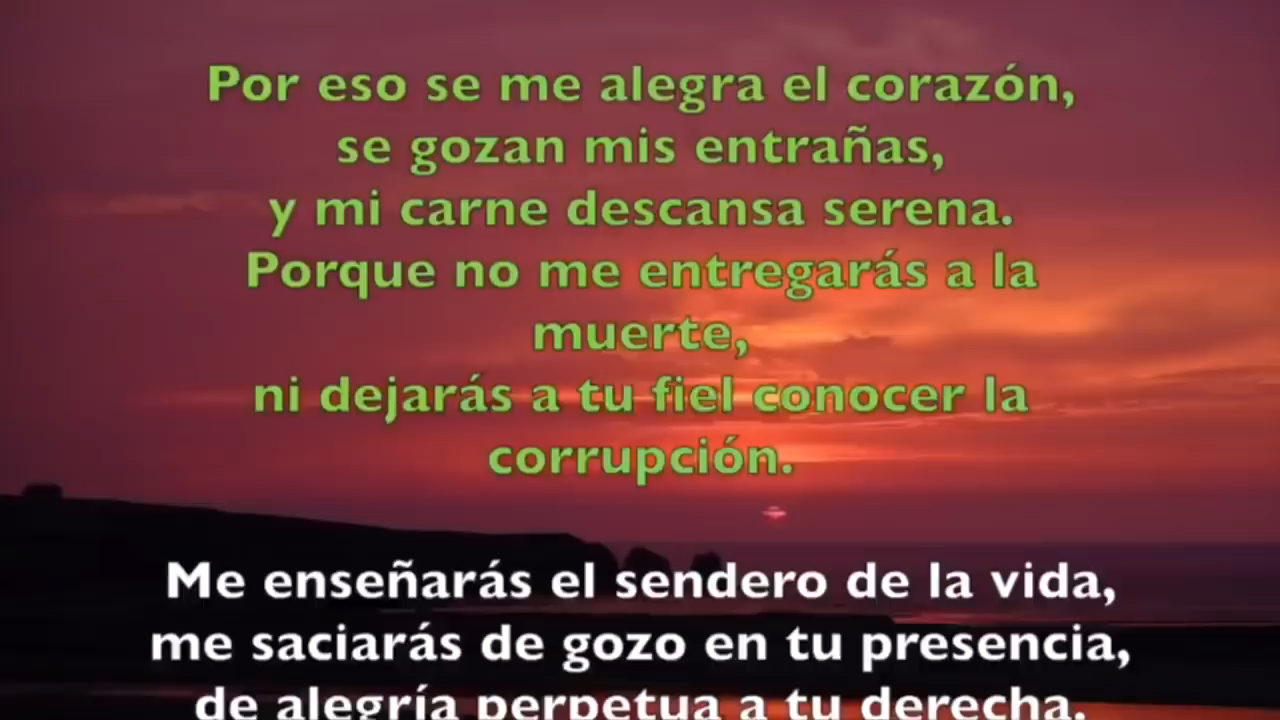 Por eso se me alegra el corazón,
se gozan mis entrañas,
y mi carne descansa serena.
Porque no me entregarás a la
muerte,
ni dejarás a tu fiel conocer la
corrupción.
Me enseñarás el sendero de la vida,
me saciarás de gozo en tu presencia,
de alegría perpetua a tu derecha.